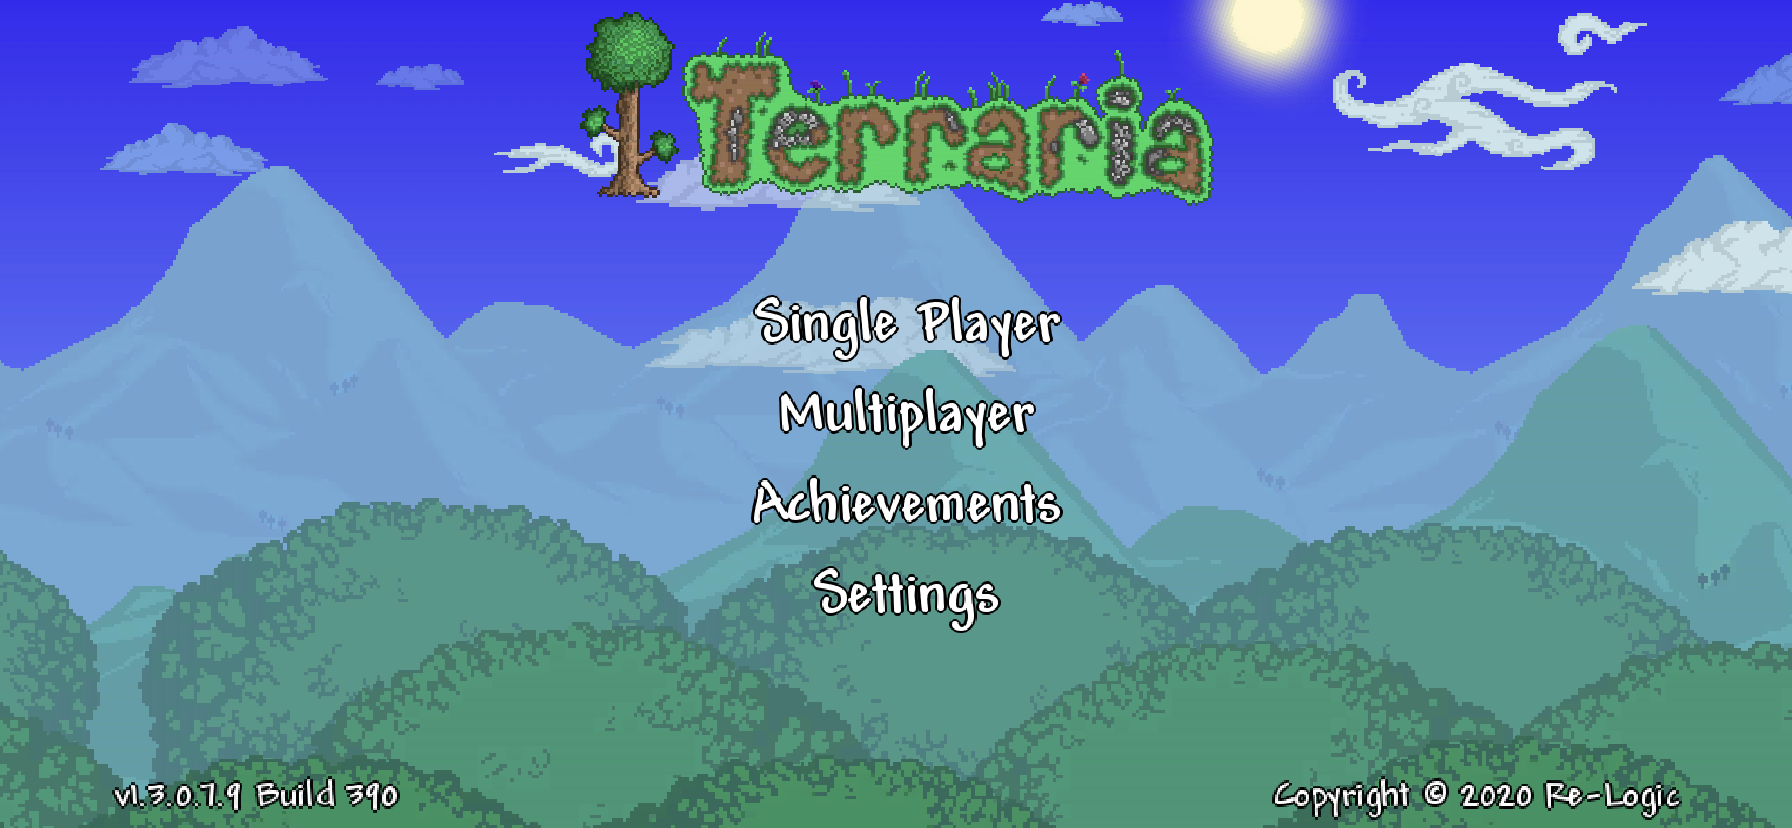 Terraria
Single Player
Multiplayer
Achievements
Settings
v1.3.0.7.9 Build 390
Copyright © 2020 Re-Logic